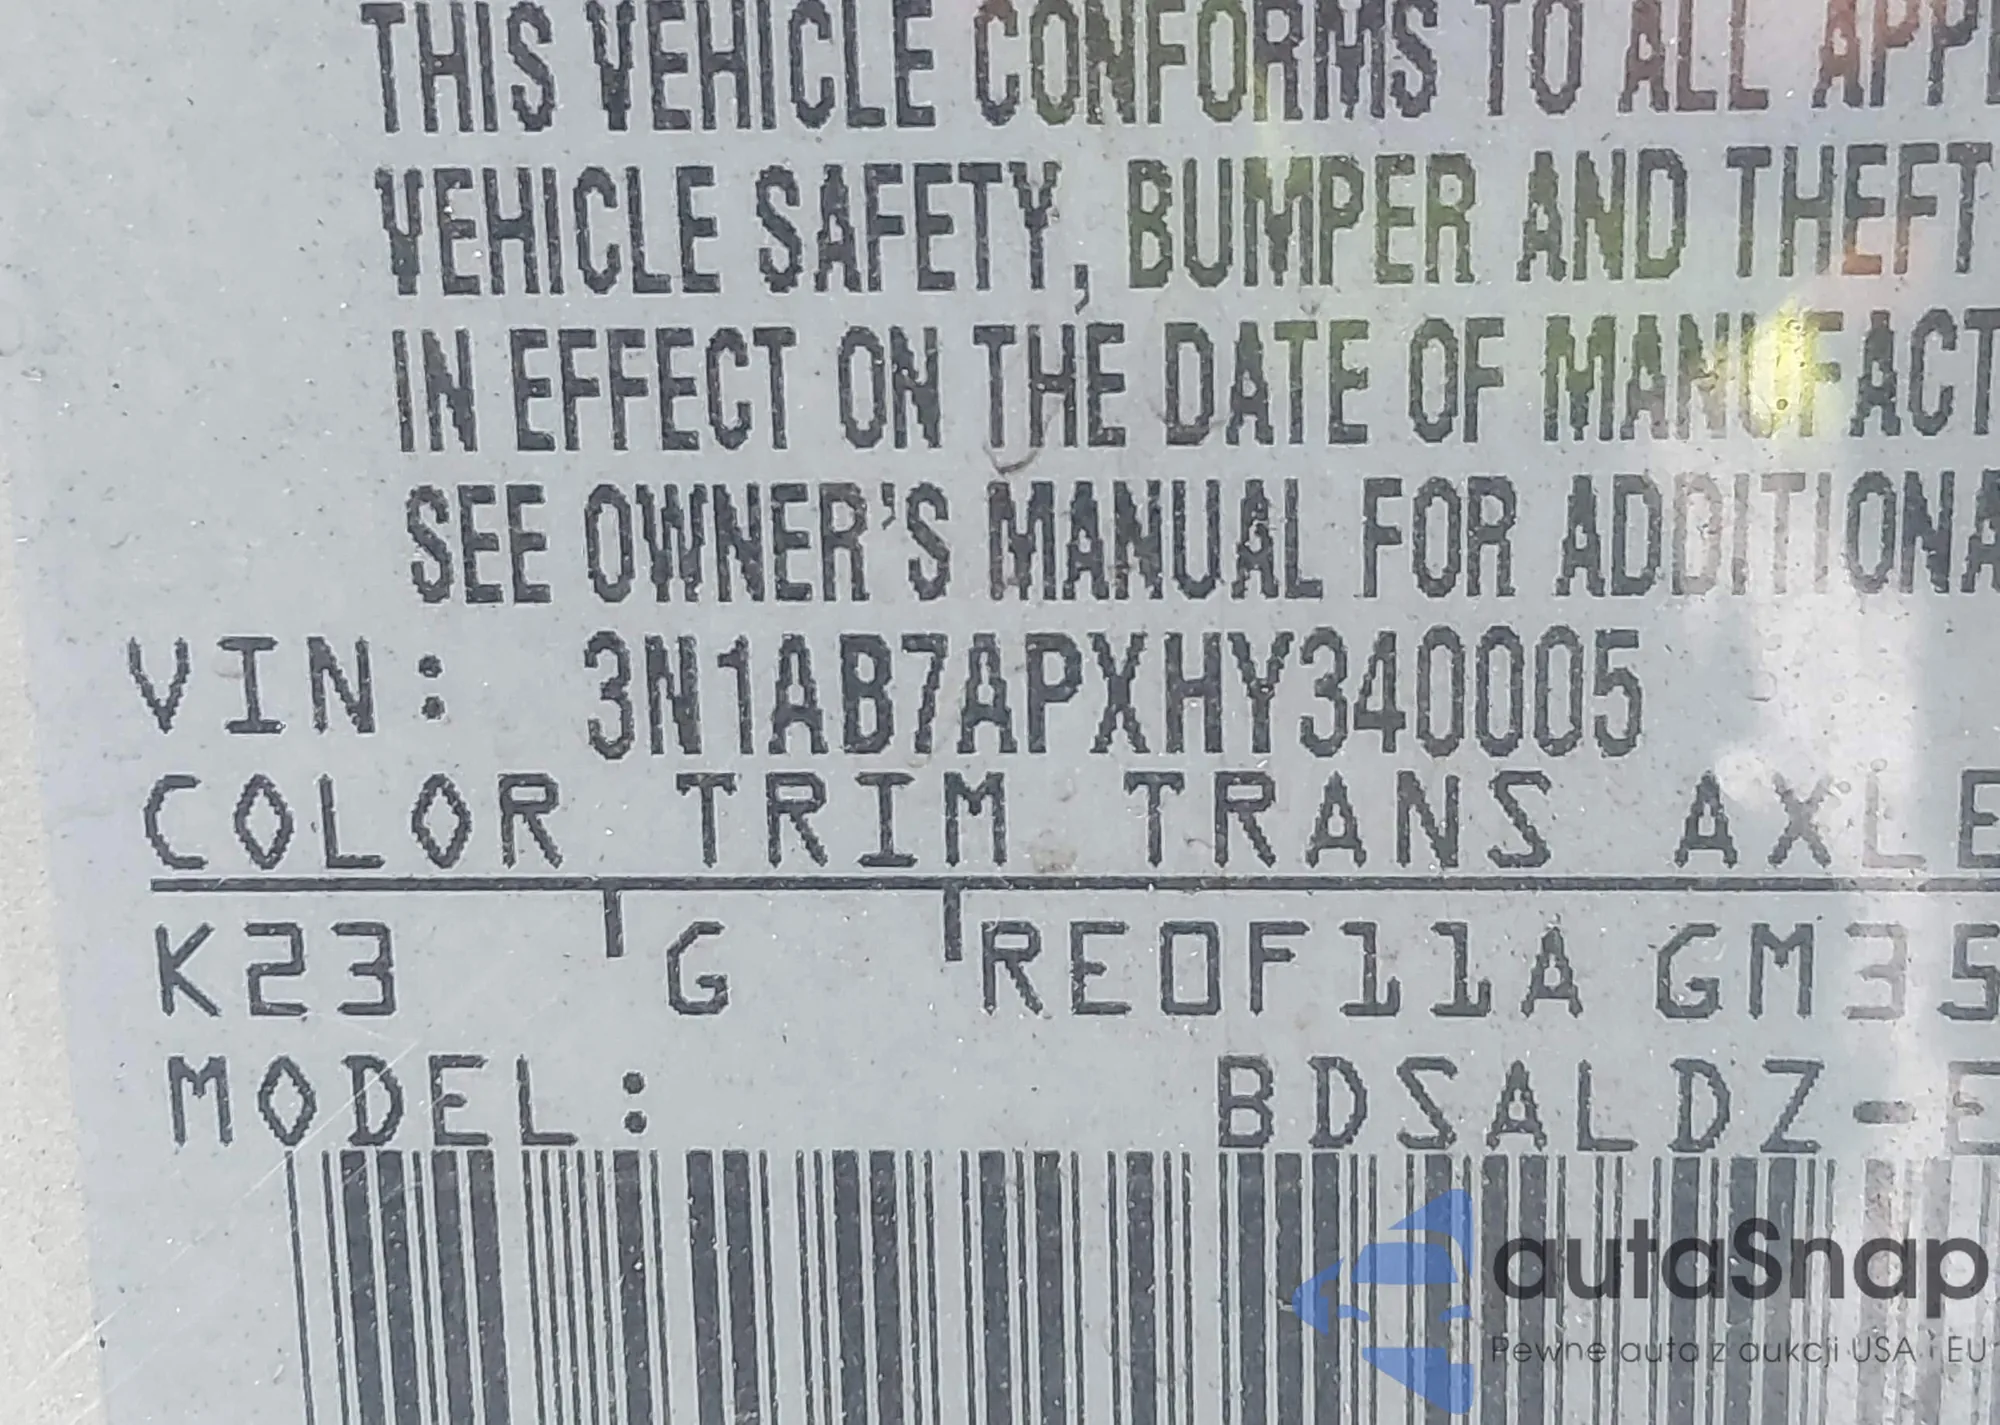 THIS VEHICLE CONFORMS TO ALL APPL
VEHICLE SAFETY, BUMPER AND THEFT
IN EFFECT ON THE DATE OF MANUFACT
SEE OWNER'S MANUAL FOR ADDITIONA
VIN: 3N1AB7APXHY340005
COLOR TRIM TRANS AXLE
K23 G RE0F11A GM35
MODEL: BDSALDZ-E
autaSnap
Pewne auta z aukcji USA i EU